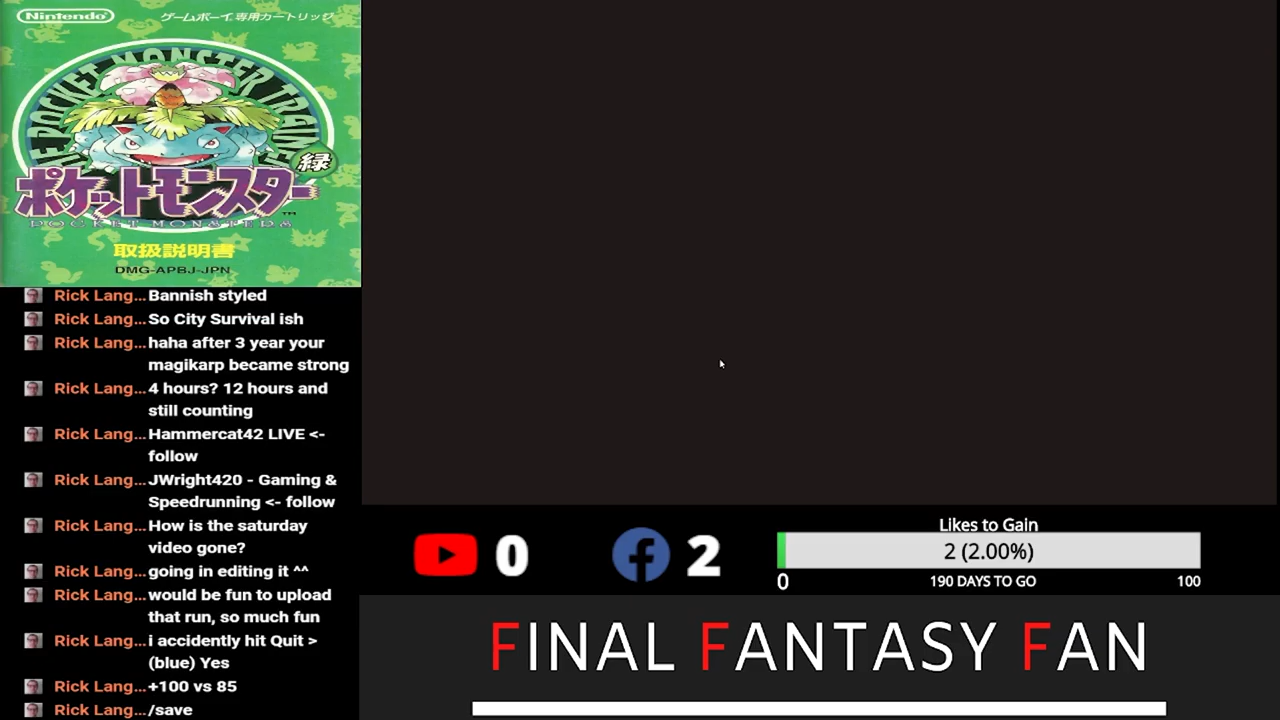 Nintendo
ゲームボーイ専用カートリッジ
THE POCKET MONSTER TRAINER
緑
ポケットモンスター
TM
POCKET MONSTERS
取扱説明書
DMG-APBJ-JPN
Rick Lang... Bannish styled
Rick Lang... So City Survival ish
Rick Lang... haha after 3 year your
magikarp became strong
Rick Lang... 4 hours? 12 hours and
still counting
Rick Lang... Hammercat42 LIVE <-
follow
Rick Lang... JWright420 - Gaming &
Speedrunning <- follow
Rick Lang... How is the saturday
video gone?
Rick Lang... going in editing it ^^
Rick Lang... would be fun to upload
that run, so much fun
Rick Lang... i accidently hit Quit >
(blue) Yes
Rick Lang... +100 vs 85
Rick Lang... /save
0
2
Likes to Gain
2 (2.00%)
0
190 DAYS TO GO
100
FINAL FANTASY FAN